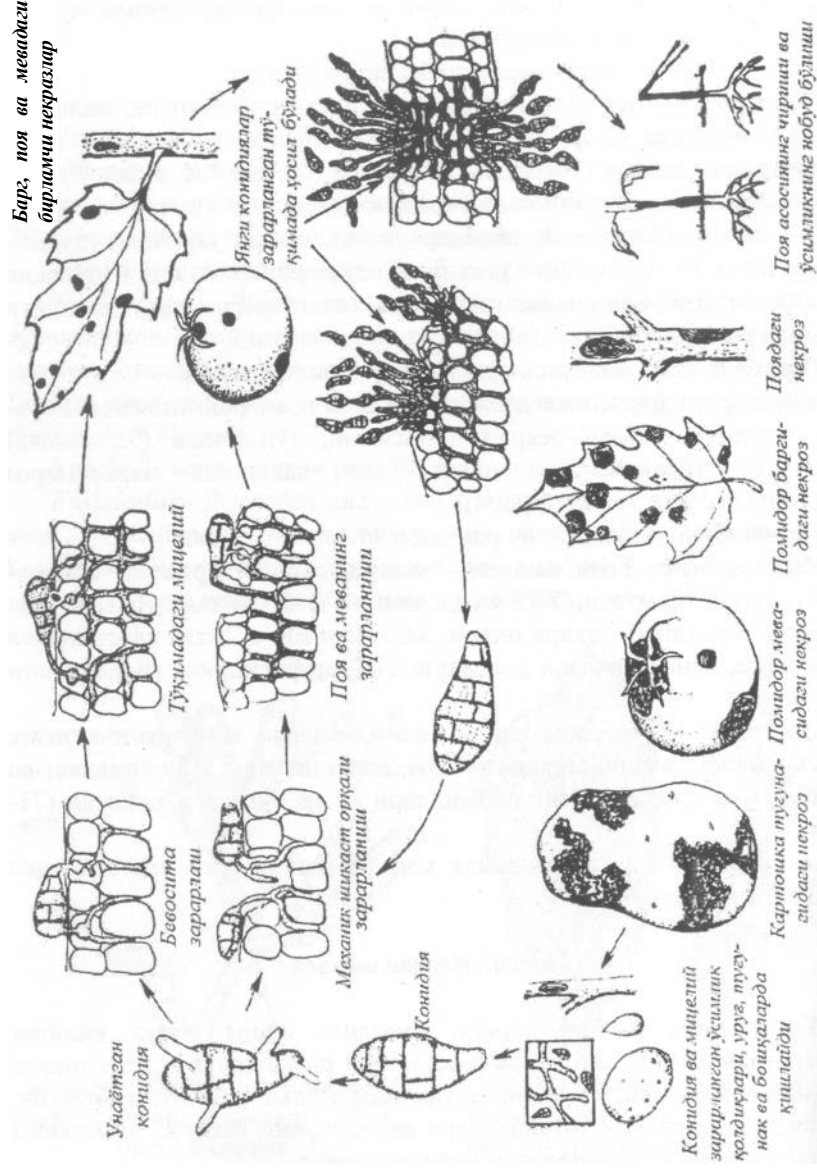 Барг, поя ва мевадаги
бирламчи некрозлар
Янги конидиялар
зарарланган тў-
қимада ҳосил бўлади
Тўқимадаги мицелий
Поя ва меванинг
зарарланиши
Бевосита
зарарлаш
Механик шикаст орқали
зарарланиш
Унаётган
конидия
Конидия
Конидия ва мицелий
зарарланган ўсимлик
қолдиқлари, уруғ, тугу-
нак ва бошқаларда
қишлайди
Картошка тугуна-
гидаги некроз
Помидор мева-
сидаги некроз
Помидор барги-
даги некроз
Поядаги
некроз
Поя асосининг чириши ва
ўсимликнинг нобуд бўлиши